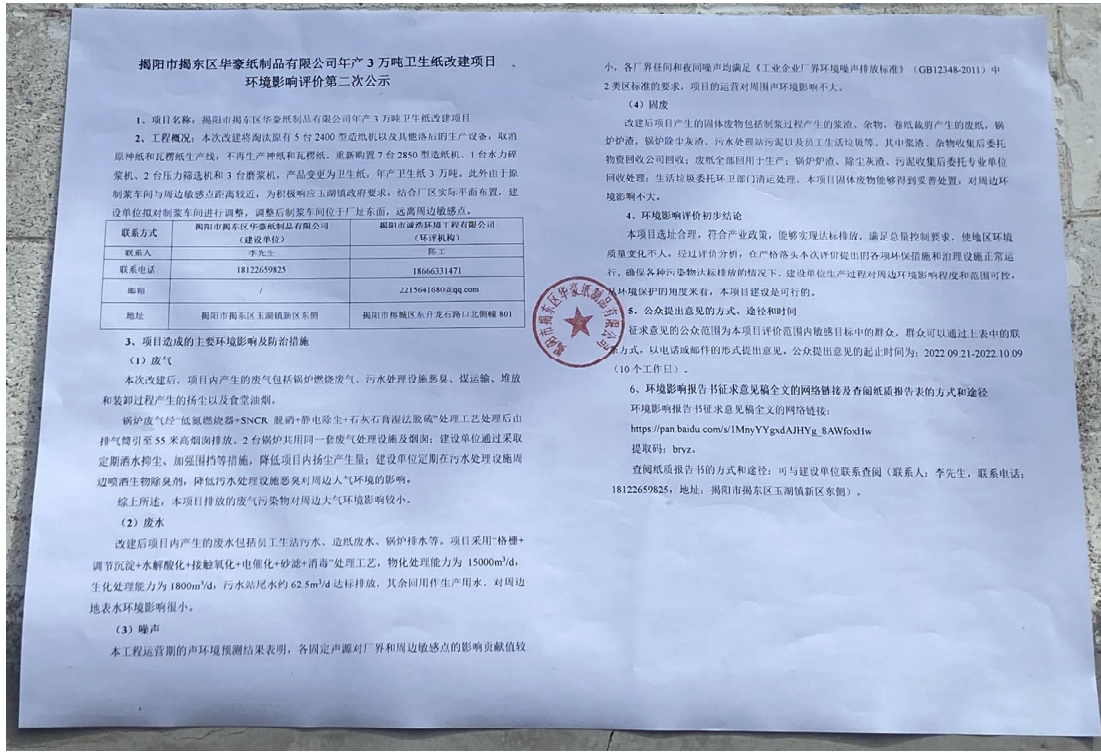 揭阳市揭东区华豪纸制品有限公司年产 3 万吨卫生纸改建项目
环境影响评价第二次公示
1、项目名称：揭阳市揭东区华豪纸制品有限公司年产 3 万吨卫生纸改建项目
2、工程概况：本次改建将淘汰原有 5 台 2400 型造纸机以及其他落后的生产设备，取消
原神纸和瓦楞纸生产线，不再生产神纸和瓦楞纸。重新购置 7 台 2850 型造纸机、1 台水力碎
浆机、2 台压力筛选机和 3 台磨浆机，产品变更为卫生纸，年产卫生纸 3 万吨。此外由于原
制浆车间与周边敏感点距离较近，为积极响应玉湖镇政府要求，结合厂区实际平面布置，建
设单位拟对制浆车间进行调整，调整后制浆车间位于厂址东面，远离周边敏感点。
联系方式 揭阳市揭东区华豪纸制品有限公司 （建设单位） 揭阳市诚浩环境工程有限公司 （环评机构）
联系人 李先生 陈工
联系电话 18122659825 18666331471
邮箱 / 2215641680@qq.com
地址 揭阳市揭东区玉湖镇新区东侧 揭阳市榕城区东升龙石路口北侧幢 801
3、项目造成的主要环境影响及防治措施
（1）废气
本次改建后，项目内产生的废气包括锅炉燃烧废气、污水处理设施恶臭、煤运输、堆放
和装卸过程产生的扬尘以及食堂油烟。
锅炉废气经“低氮燃烧器+SNCR 脱硝+静电除尘+石灰石膏湿法脱硫”处理工艺处理后由
排气筒引至 55 米高烟囱排放。2 台锅炉共用同一套废气处理设施及烟囱；建设单位通过采取
定期洒水抑尘、加强围挡等措施，降低项目内扬尘产生量；建设单位定期在污水处理设施周
边喷洒生物除臭剂，降低污水处理设施恶臭对周边大气环境的影响。
综上所述，本项目排放的废气污染物对周边大气环境影响较小。
（2）废水
改建后项目内产生的废水包括员工生活污水、造纸废水、锅炉排水等。项目采用“格栅+
调节沉淀+水解酸化+接触氧化+电催化+砂滤+消毒”处理工艺，物化处理能力为 15000m³/d，
生化处理能力为 1800m³/d，污水站尾水约 62.5m³/d 达标排放，其余回用作生产用水，对周边
地表水环境影响很小。
（3）噪声
本工程运营期的声环境预测结果表明，各固定声源对厂界和周边敏感点的影响贡献值较
小，各厂界昼间和夜间噪声均满足《工业企业厂界环境噪声排放标准》（GB12348-2011）中
2 类区标准的要求，项目的运营对周围声环境影响不大。
（4）固废
改建后项目产生的固体废物包括制浆过程产生的浆渣、杂物，卷纸裁剪产生的废纸，锅
炉炉渣，锅炉除尘灰渣、污水处理站污泥以及员工生活垃圾等。其中浆渣、杂物收集后委托
物资回收公司回收；废纸全部回用于生产；锅炉炉渣、除尘灰渣、污泥收集后委托专业单位
回收处理；生活垃圾委托环卫部门清运处理。本项目固体废物能够得到妥善处置，对周边环
境影响不大。
4、环境影响评价初步结论
本项目选址合理，符合产业政策，能够实现达标排放，满足总量控制要求，使地区环境
质量变化不大。经过评价分析，在严格落实本次评价提出的各项环保措施和治理设施正常运
行，确保各种污染物达标排放的情况下，建设单位生产过程对周边环境影响程度和范围可控，
从环境保护的角度来看，本项目建设是可行的。
5、公众提出意见的方式、途径和时间
征求意见的公众范围为本项目评价范围内敏感目标中的群众，群众可以通过上表中的联
系方式，以电话或邮件的形式提出意见，公众提出意见的起止时间为：2022.09.21-2022.10.09
（10 个工作日）。
6、环境影响报告书征求意见稿全文的网络链接及查阅纸质报告表的方式和途径
环境影响报告书征求意见稿全文的网络链接：
https://pan.baidu.com/s/1MnyYYgxdAJHYg_8AWfoxHw
提取码：bryz。
查阅纸质报告书的方式和途径：可与建设单位联系查阅（联系人：李先生，联系电话：
18122659825，地址：揭阳市揭东区玉湖镇新区东侧）。
揭阳市揭东区华豪纸制品有限公司